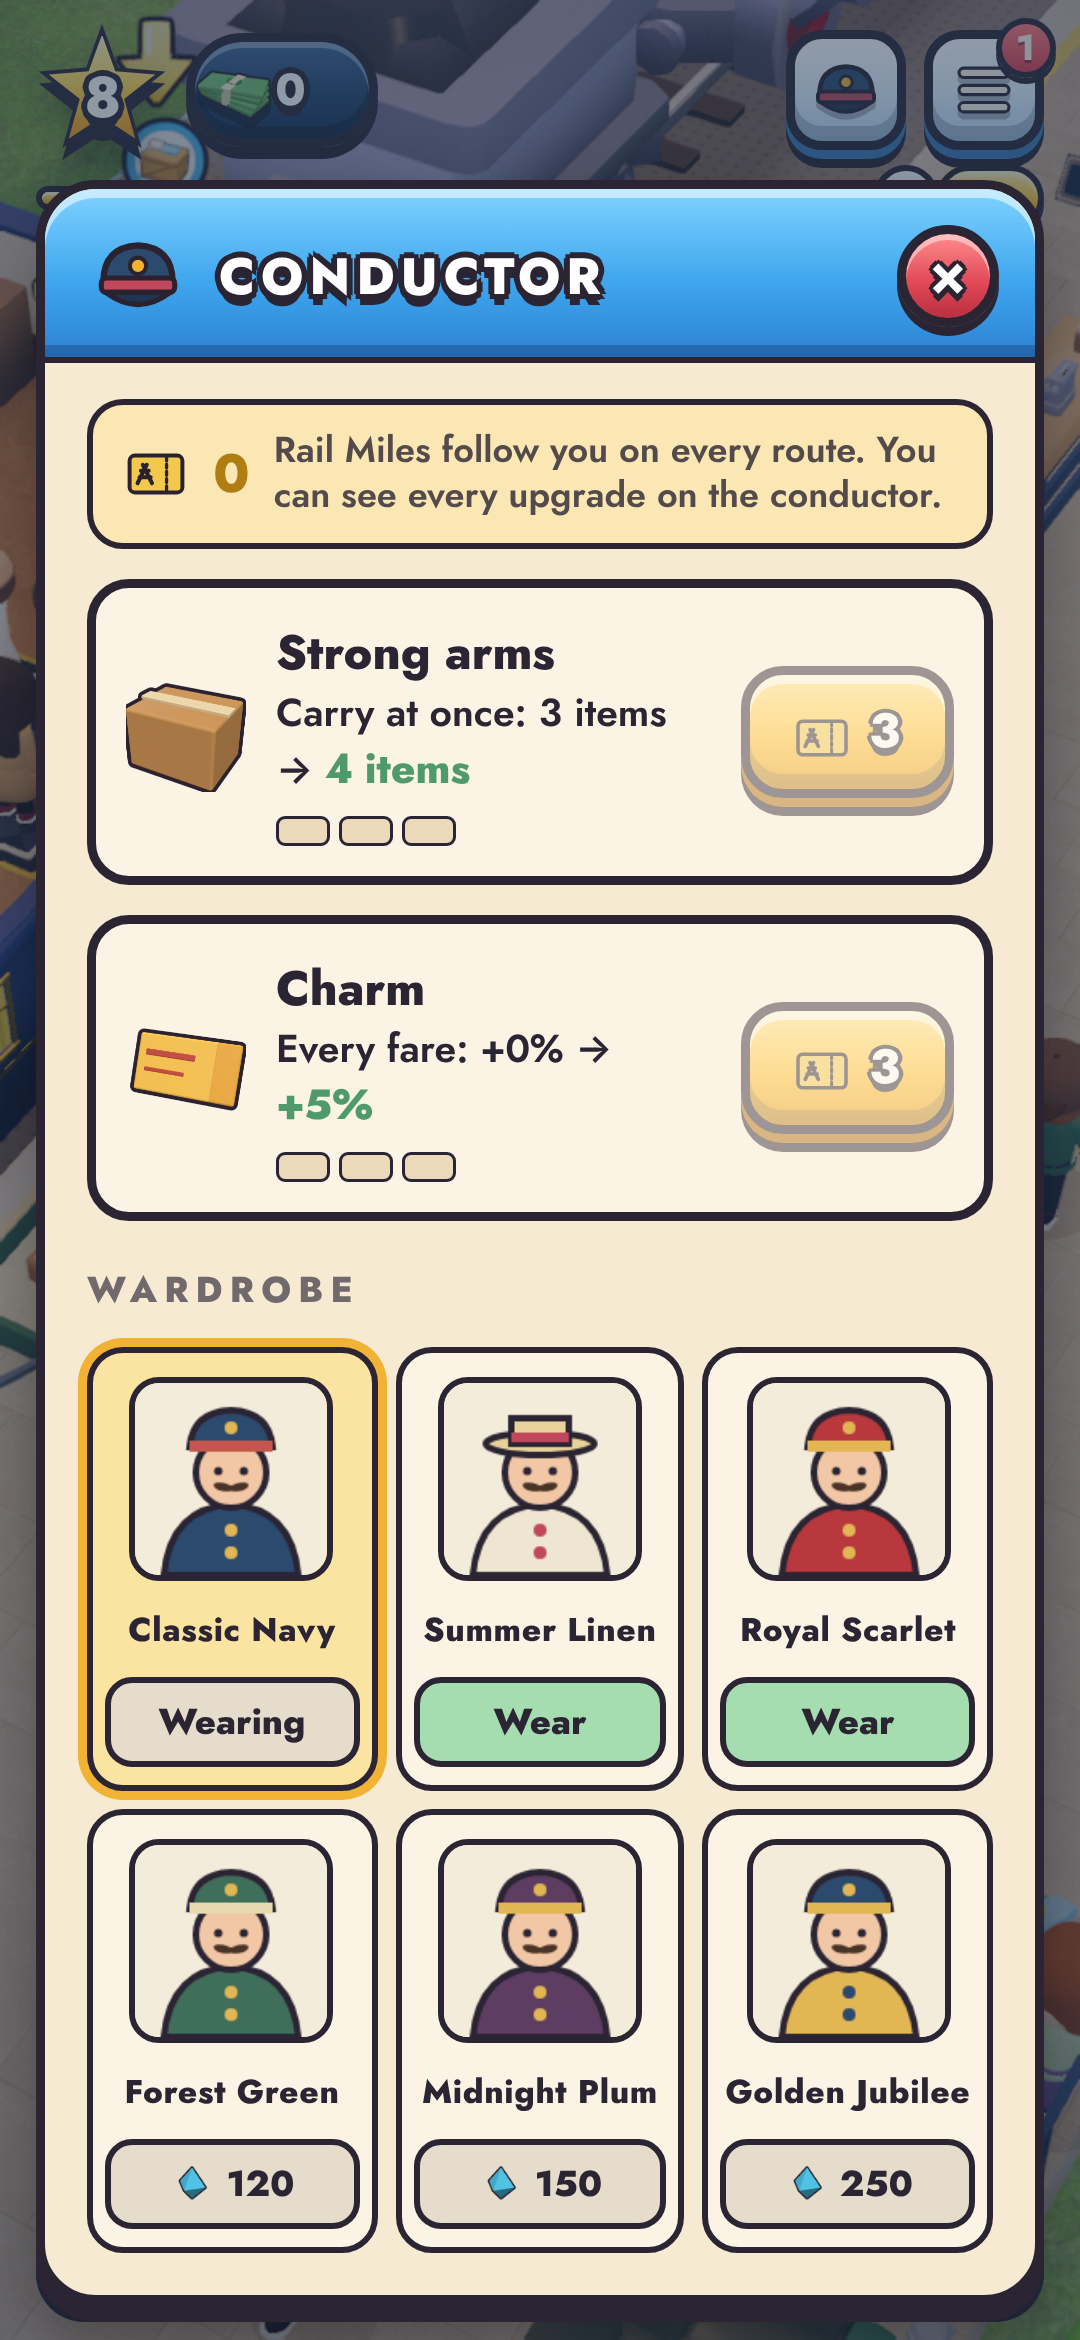 8
0
1
CONDUCTOR
0
Rail Miles follow you on every route. You
can see every upgrade on the conductor.
Strong arms
Carry at once: 3 items
→ 4 items
3
Charm
Every fare: +0% →
+5%
3
WARDROBE
Classic Navy
Summer Linen
Royal Scarlet
Wearing
Wear
Wear
Forest Green
Midnight Plum
Golden Jubilee
120
150
250